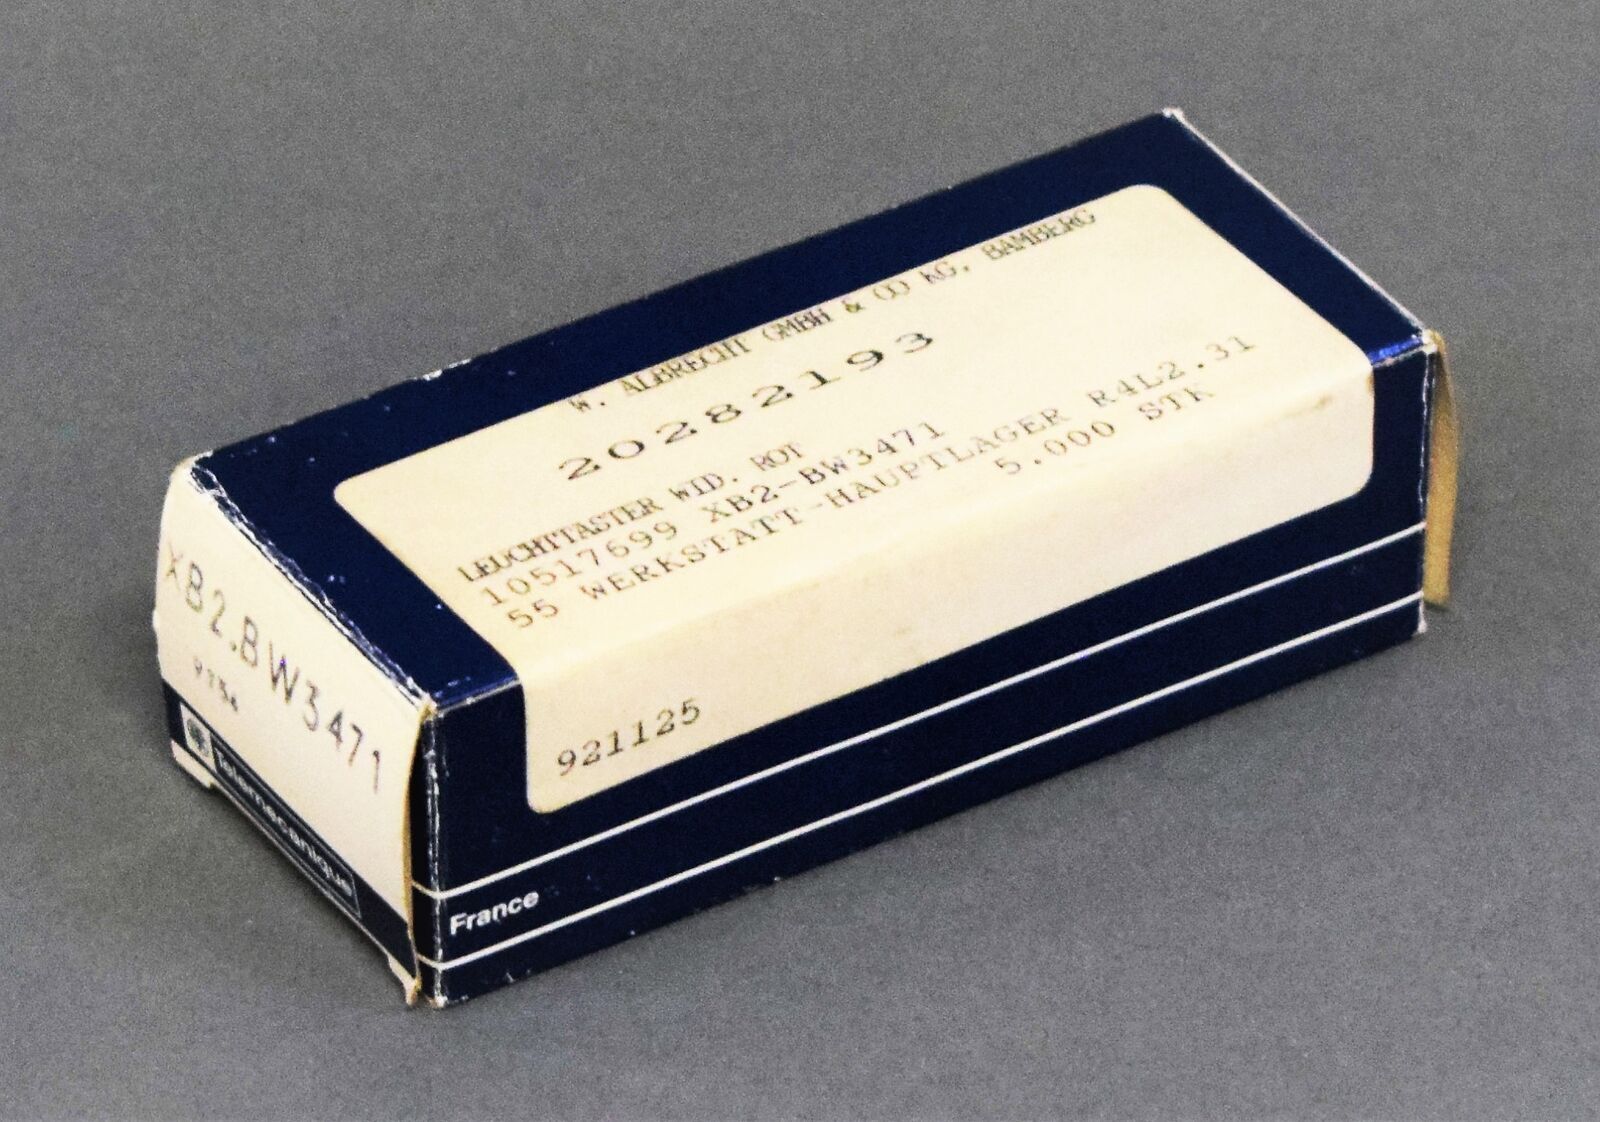 W. ALBRECHT GMBH & CO KG, BAMBERG
20282193
LEUCHTTASTER WID. ROT
10517699 XB2-BW3471
55 WERKSTATT-HAUPTLAGER R4L2.31
5.000 STK
921125
XB2.BW3471
Telemecanique
France